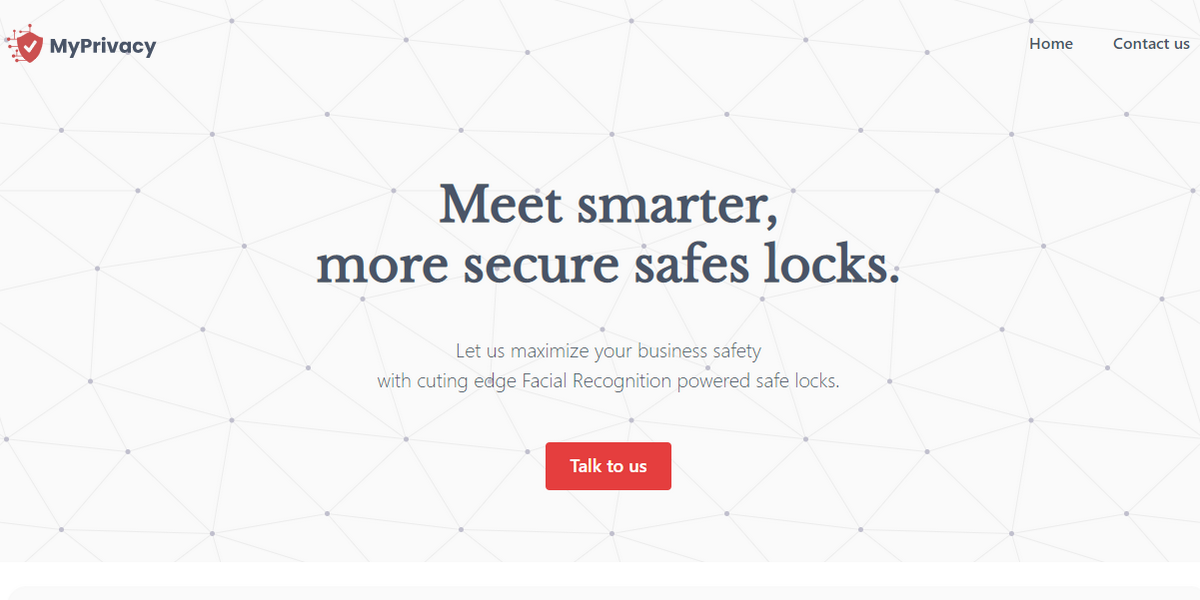 MyPrivacy
Home
Contact us
Meet smarter,
more secure safes locks.
Let us maximize your business safety
with cuting edge Facial Recognition powered safe locks.
Talk to us